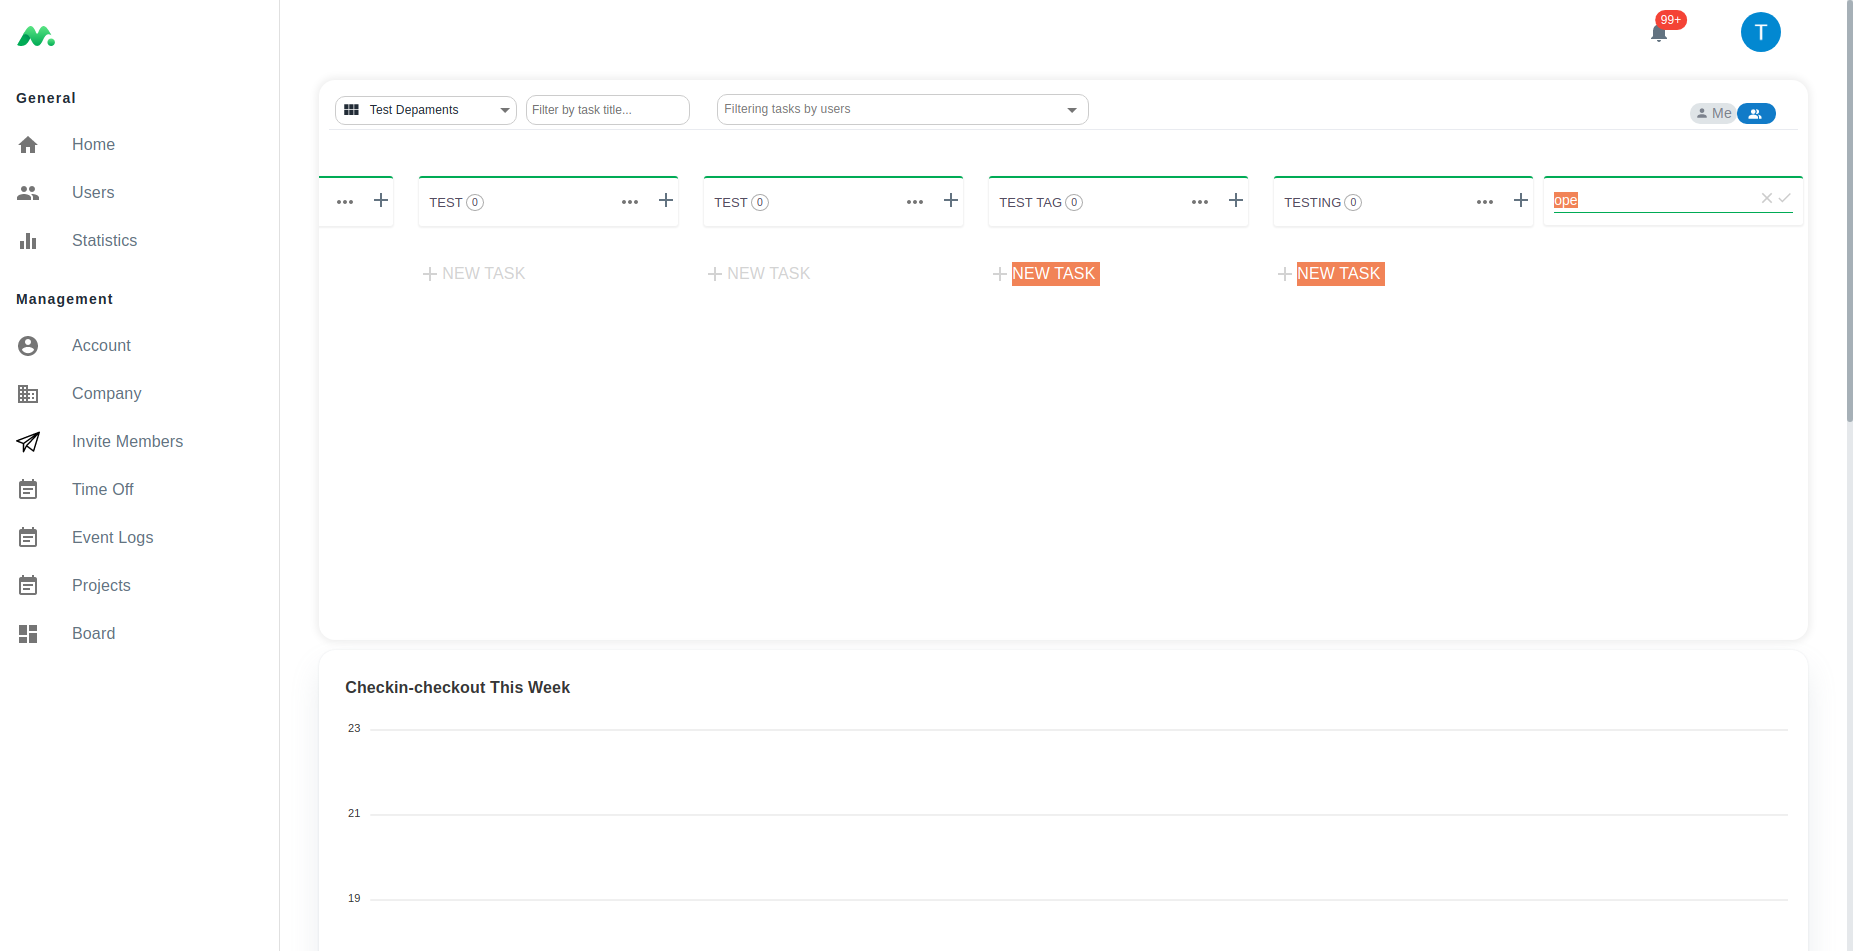 99+
T
General
Home
Users
Statistics
Management
Account
Company
Invite Members
Time Off
Event Logs
Projects
Board
Test Depaments
Filter by task title...
Filtering tasks by users
Me
TEST 0
TEST 0
TEST TAG 0
TESTING 0
ope
NEW TASK
NEW TASK
NEW TASK
NEW TASK
Checkin-checkout This Week
23
21
19